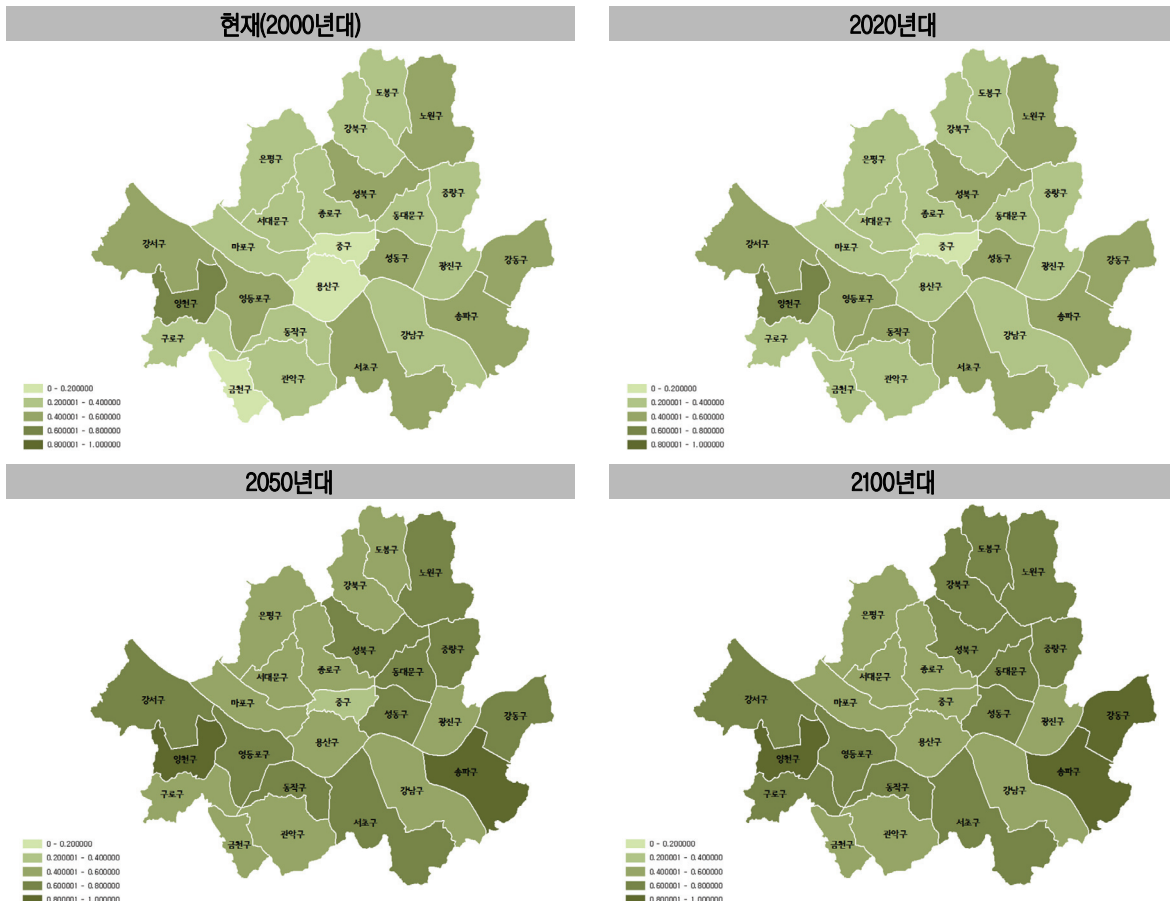 현재(2000년대)
도봉구
노원구
강북구
은평구
성북구
중랑구
서대문구
종로구
동대문구
강서구
마포구
중구
성동구
광진구
강동구
용산구
양천구
영등포구
송파구
구로구
동작구
강남구
서초구
관악구
금천구
0 - 0.200000
0.200001 - 0.400000
0.400001 - 0.600000
0.600001 - 0.800000
0.800001 - 1.000000
2020년대
도봉구
노원구
강북구
은평구
성북구
중랑구
서대문구
종로구
동대문구
강서구
마포구
중구
성동구
광진구
강동구
용산구
양천구
영등포구
송파구
구로구
동작구
강남구
서초구
관악구
금천구
0 - 0.200000
0.200001 - 0.400000
0.400001 - 0.600000
0.600001 - 0.800000
0.800001 - 1.000000
2050년대
도봉구
노원구
강북구
은평구
성북구
중랑구
서대문구
종로구
동대문구
강서구
마포구
중구
성동구
광진구
강동구
용산구
양천구
영등포구
송파구
구로구
동작구
강남구
서초구
관악구
금천구
0 - 0.200000
0.200001 - 0.400000
0.400001 - 0.600000
0.600001 - 0.800000
0.800001 - 1.000000
2100년대
도봉구
노원구
강북구
은평구
성북구
중랑구
서대문구
종로구
동대문구
강서구
마포구
중구
성동구
광진구
강동구
용산구
양천구
영등포구
송파구
구로구
동작구
강남구
서초구
관악구
금천구
0 - 0.200000
0.200001 - 0.400000
0.400001 - 0.600000
0.600001 - 0.800000
0.800001 - 1.000000